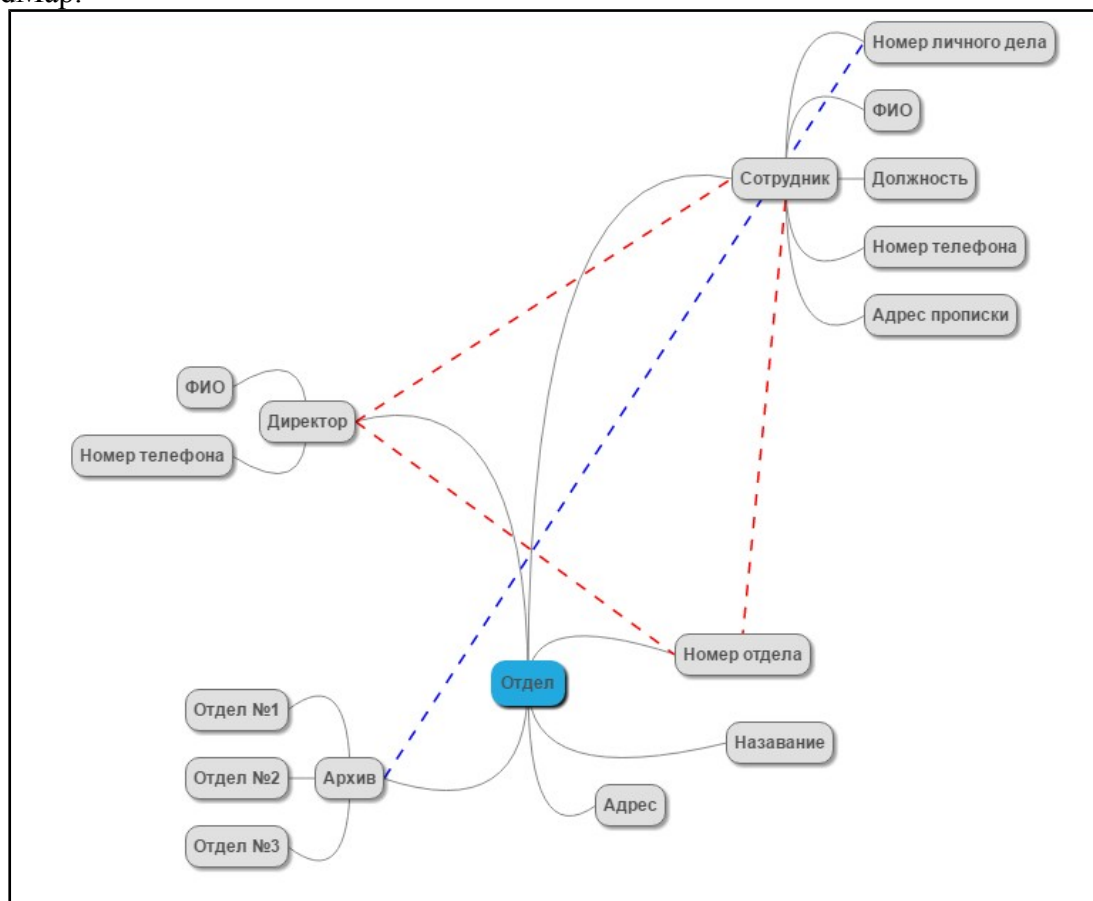 dMap.
Номер личного дела
ФИО
Сотрудник
Должность
Номер телефона
Адрес прописки
ФИО
Директор
Номер телефона
Номер отдела
Отдел
Отдел №1
Назавание
Отдел №2
Архив
Адрес
Отдел №3